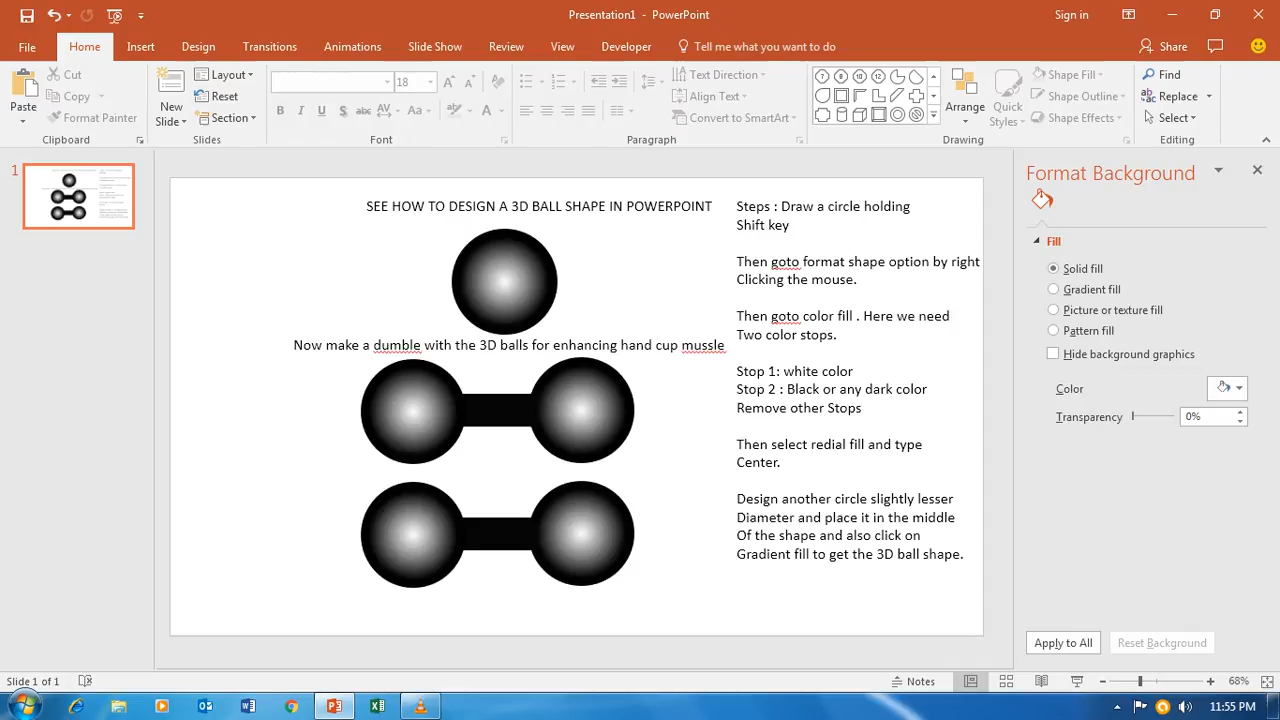 Presentation1 - PowerPoint
Sign in
File
Home
Insert
Design
Transitions
Animations
Slide Show
Review
View
Developer
Tell me what you want to do
Share
Paste
Cut
Copy
Format Painter
Clipboard
New
Slide
Layout
Reset
Section
Slides
18
Font
Text Direction
Align Text
Convert to SmartArt
Paragraph
Arrange
Quick
Styles
Shape Fill
Shape Outline
Shape Effects
Drawing
Find
Replace
Select
Editing
1
SEE HOW TO DESIGN A 3D BALL SHAPE IN POWERPOINT
Now make a dumble with the 3D balls for enhancing hand cup mussle
Steps : Draw a circle holding
Shift key
Then goto format shape option by right
Clicking the mouse.
Then goto color fill . Here we need
Two color stops.
Stop 1: white color
Stop 2 : Black or any dark color
Remove other Stops
Then select redial fill and type
Center.
Design another circle slightly lesser
Diameter and place it in the middle
Of the shape and also click on
Gradient fill to get the 3D ball shape.
Format Background
Fill
Solid fill
Gradient fill
Picture or texture fill
Pattern fill
Hide background graphics
Color
Transparency
0%
Apply to All
Reset Background
Slide 1 of 1
Notes
68%
11:55 PM